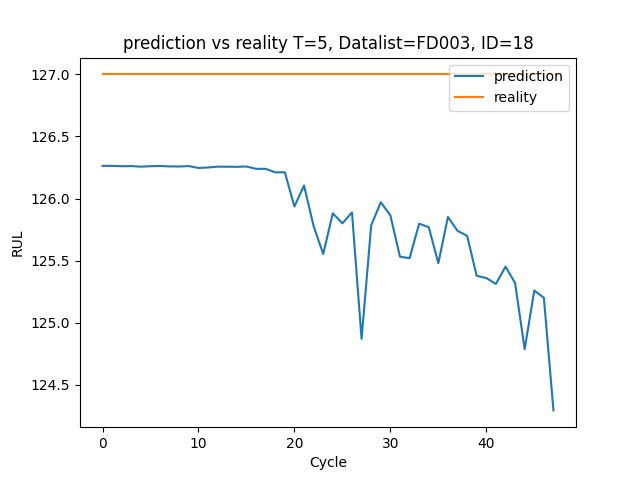 prediction vs reality T=5, Datalist=FD003, ID=18
127.0
126.5
126.0
125.5
125.0
124.5
RUL
prediction
reality
0 10 20 30 40
Cycle